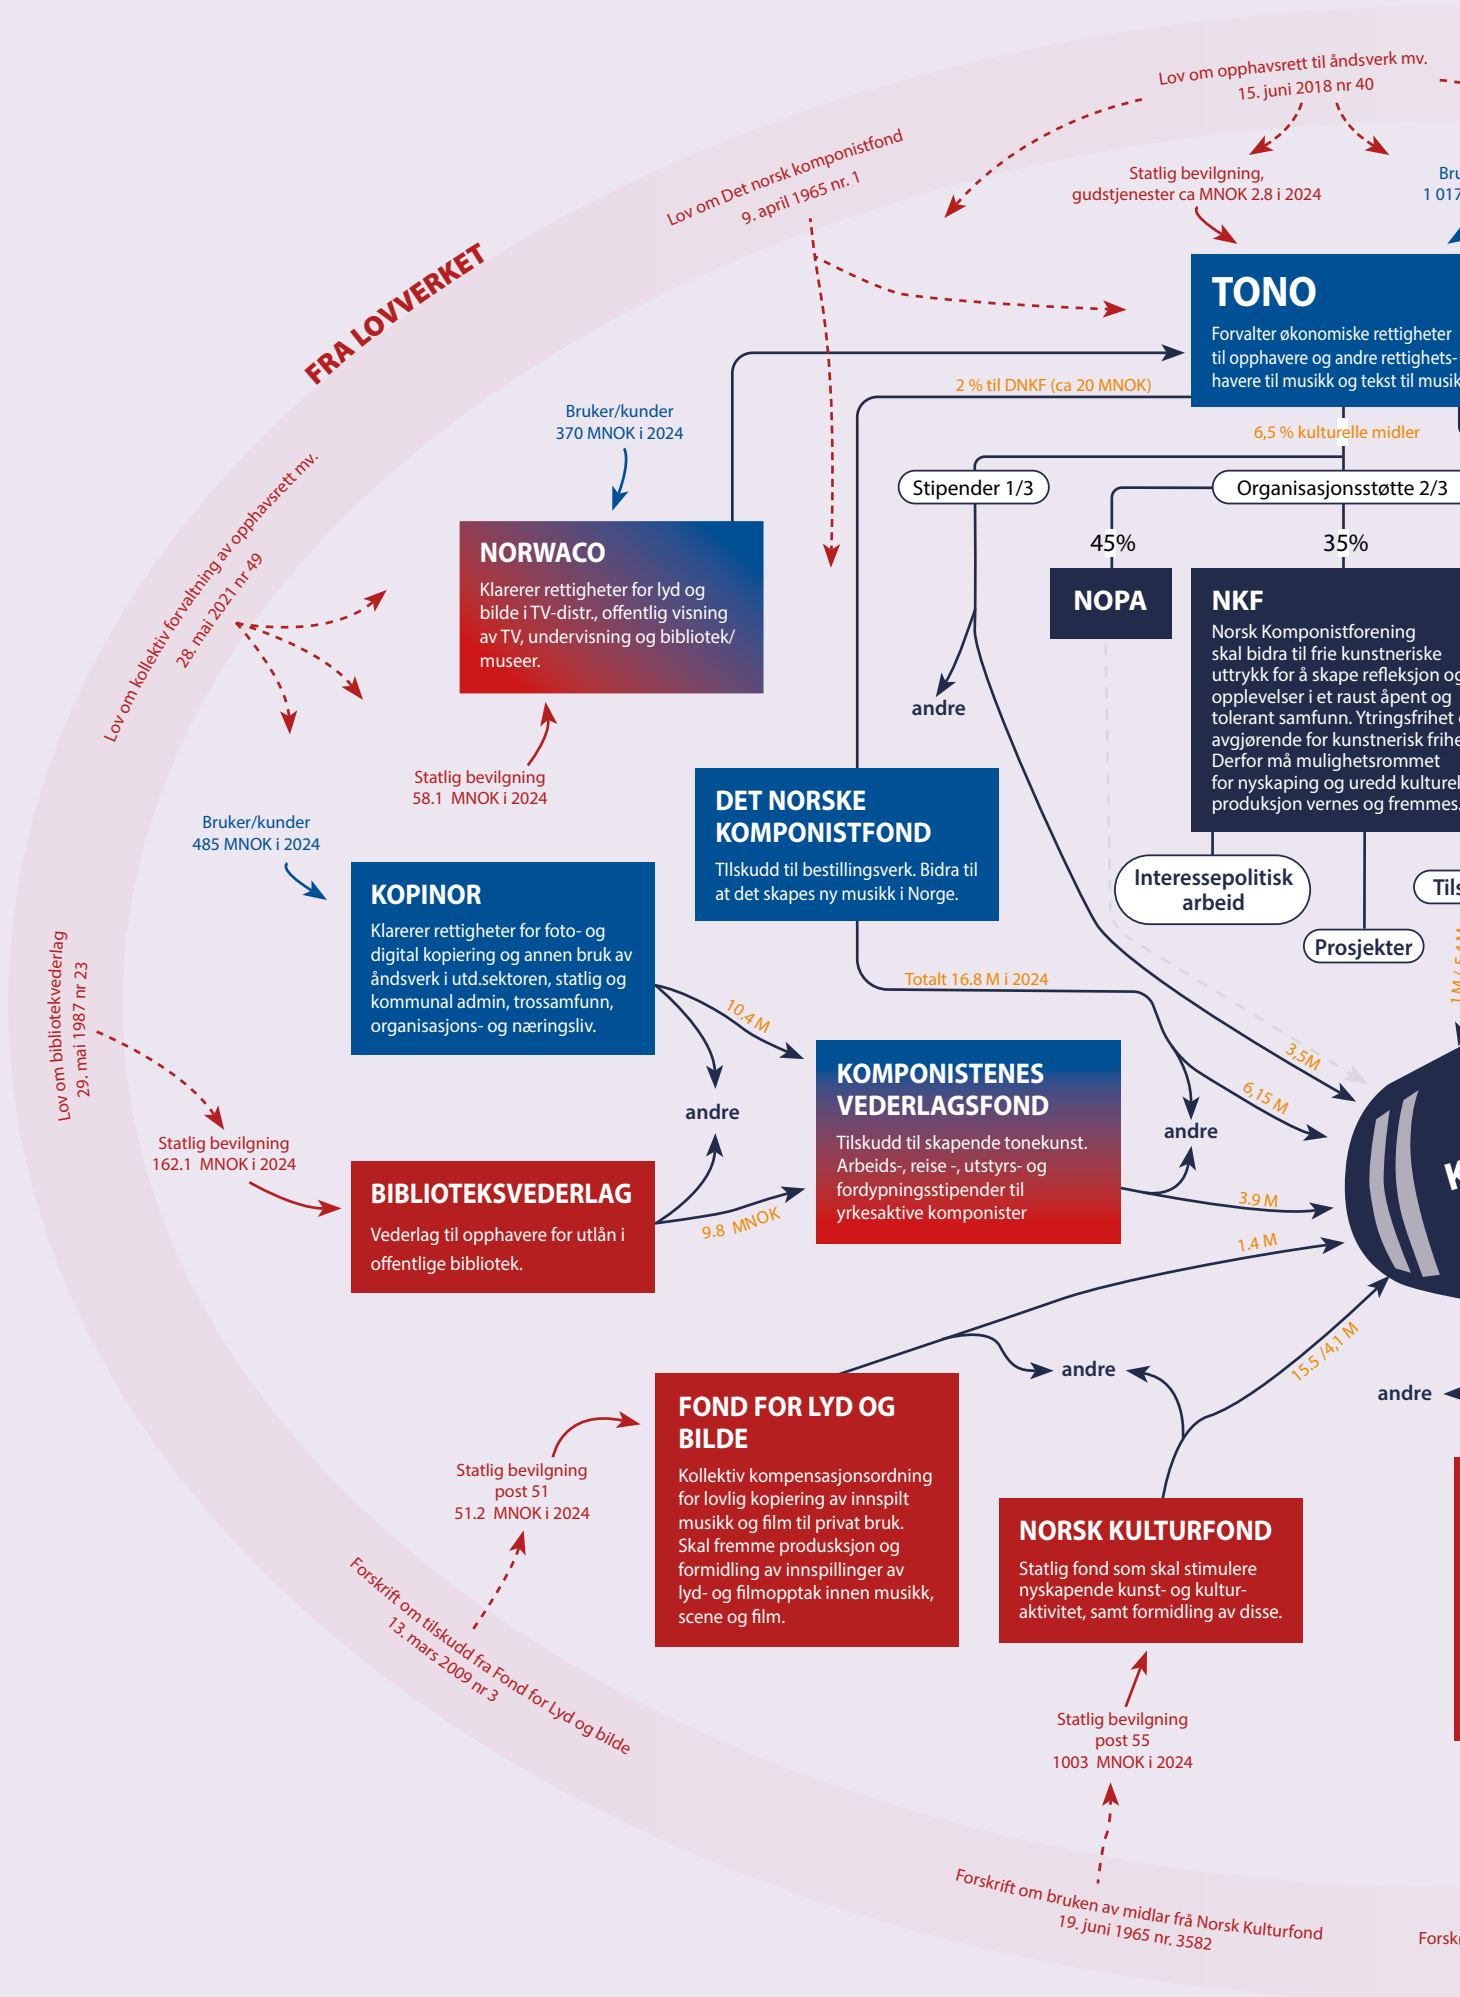 Lov om opphavsrett til åndsverk mv.
15. juni 2018 nr 40
Lov om Det norsk komponistfond
9. april 1965 nr. 1
FRA LOVVERKET
Statlig bevilgning,
gudstjenester ca MNOK 2.8 i 2024
1 017
TONO
Forvalter økonomiske rettigheter
til opphavere og andre rettighets-
havere til musikk og tekst til musik
2 % til DNKF (ca 20 MNOK)
6,5 % kulturelle midler
Bruker/kunder
370 MNOK i 2024
Stipender 1/3
Organisasjonsstøtte 2/3
45%
35%
Lov om kollektiv forvaltning av opphavsrett mv.
28. mai 2021 nr 49
NORWACO
Klarerer rettigheter for lyd og
bilde i TV-distr., offentlig visning
av TV, undervisning og bibliotek/
museer.
NOPA
NKF
Norsk Komponistforening
skal bidra til frie kunstneriske
uttrykk for å skape refleksjon og
opplevelser i et raust åpent og
tolerant samfunn. Ytringsfrihet
avgjørende for kunstnerisk frihe
Derfor må mulighetsrommet
for nyskaping og uredd kulturel
produksjon vernes og fremmes.
andre
Statlig bevilgning
58.1 MNOK i 2024
DET NORSKE
KOMPONISTFOND
TIlskudd til bestillingsverk. Bidra til
at det skapes ny musikk i Norge.
Bruker/kunder
485 MNOK i 2024
KOPINOR
Klarerer rettigheter for foto- og
digital kopiering og annen bruk av
åndsverk i utd.sektoren, statlig og
kommunal admin, trossamfunn,
organisasjons- og næringsliv.
Interessepolitisk
arbeid
Tils
Prosjekter
Totalt 16.8 M i 2024
Lov om bibliotekvederlag
29. mai 1987 nr 23
10.4 M
andre
KOMPONISTENES
VEDERLAGSFOND
Tilskudd til skapende tonekunst.
Arbeids-, reise -, utstyrs- og
fordypningsstipender til
yrkesaktive komponister
3,5M
6,15 M
andre
Statlig bevilgning
162.1 MNOK i 2024
BIBLIOTEKSVEDERLAG
Vederlag til opphavere for utlån i
offentlige bibliotek.
9.8 MNOK
3.9 M
1.4 M
K
15.5 /4,1 M
andre
andre
FOND FOR LYD OG
BILDE
Kollektiv kompensasjonsordning
for lovlig kopiering av innspilt
musikk og film til privat bruk.
Skal fremme produsksjon og
formidling av innspillinger av
lyd- og filmopptak innen musikk,
scene og film.
Statlig bevilgning
post 51
51.2 MNOK i 2024
Forskrift om tilskudd fra Fond for Lyd og bilde
13. mars 2009 nr 3
NORSK KULTURFOND
Statlig fond som skal stimulere
nyskapende kunst- og kultur-
aktivitet, samt formidling av disse.
Statlig bevilgning
post 55
1003 MNOK i 2024
Forskrift om bruken av midlar frå Norsk Kulturfond
19. juni 1965 nr. 3582
Forsk